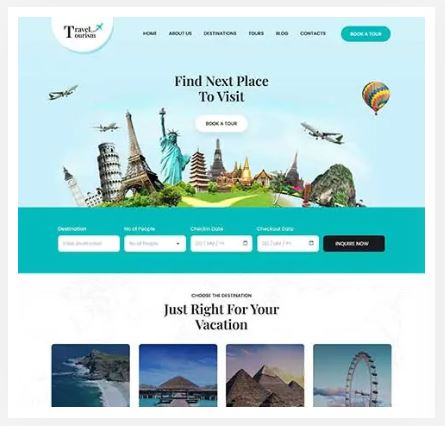 Travel
Tourism
HOME ABOUT US DESTINATIONS TOURS BLOG CONTACTS BOOK A TOUR
Find Next Place
To Visit
BOOK A TOUR
Destination No of People Checkin Date Checkout Date
No of People DD / MM / YY DD / MM / YY INQUIRE NOW
CHOOSE THE DESTINATION
Just Right For Your
Vacation